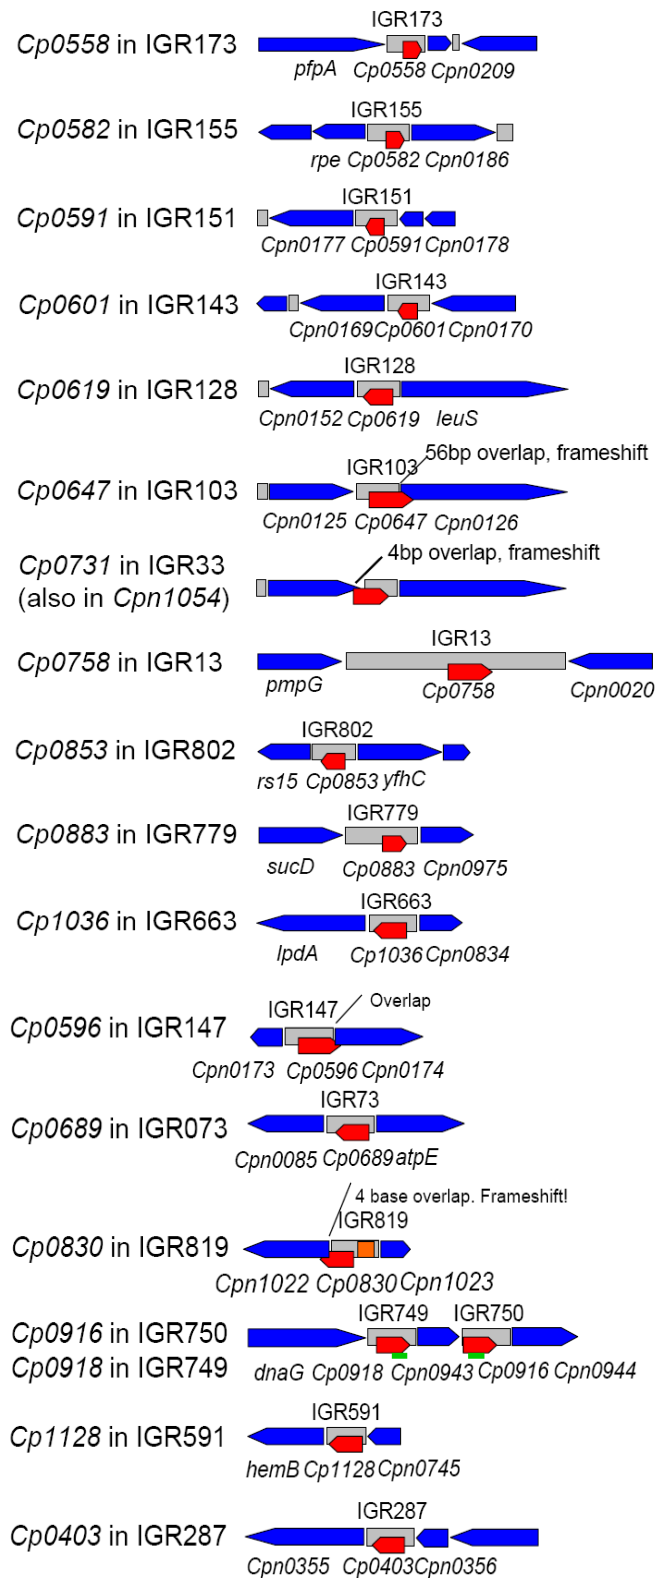 IGR173
Cp0558 in IGR173
pfpA Cp0558 Cpn0209
IGR155
Cp0582 in IGR155
rpe Cp0582 Cpn0186
IGR151
Cp0591 in IGR151
Cpn0177 Cp0591 Cpn0178
IGR143
Cp0601 in IGR143
Cpn0169 Cp0601 Cpn0170
IGR128
Cp0619 in IGR128
Cpn0152 Cp0619 leuS
56bp overlap, frameshift
IGR103
Cp0647 in IGR103
Cpn0125 Cp0647 Cpn0126
4bp overlap, frameshift
Cp0731 in IGR33
(also in Cpn1054)
IGR13
Cp0758 in IGR13
pmpG Cp0758 Cpn0020
IGR802
Cp0853 in IGR802
rs15 Cp0853 yfhC
IGR779
Cp0883 in IGR779
sucD Cp0883 Cpn0975
IGR663
Cp1036 in IGR663
lpdA Cp1036 Cpn0834
Overlap
IGR147
Cp0596 in IGR147
Cpn0173 Cp0596 Cpn0174
IGR73
Cp0689 in IGR073
Cpn0085 Cp0689 atpE
4 base overlap. Frameshift!
IGR819
Cp0830 in IGR819
Cpn1022 Cp0830 Cpn1023
IGR749 IGR750
Cp0916 in IGR750
Cp0918 in IGR749
dnaG Cp0918 Cpn0943 Cp0916 Cpn0944
IGR591
Cp1128 in IGR591
hemB Cp1128 Cpn0745
IGR287
Cp0403 in IGR287
Cpn0355 Cp0403 Cpn0356